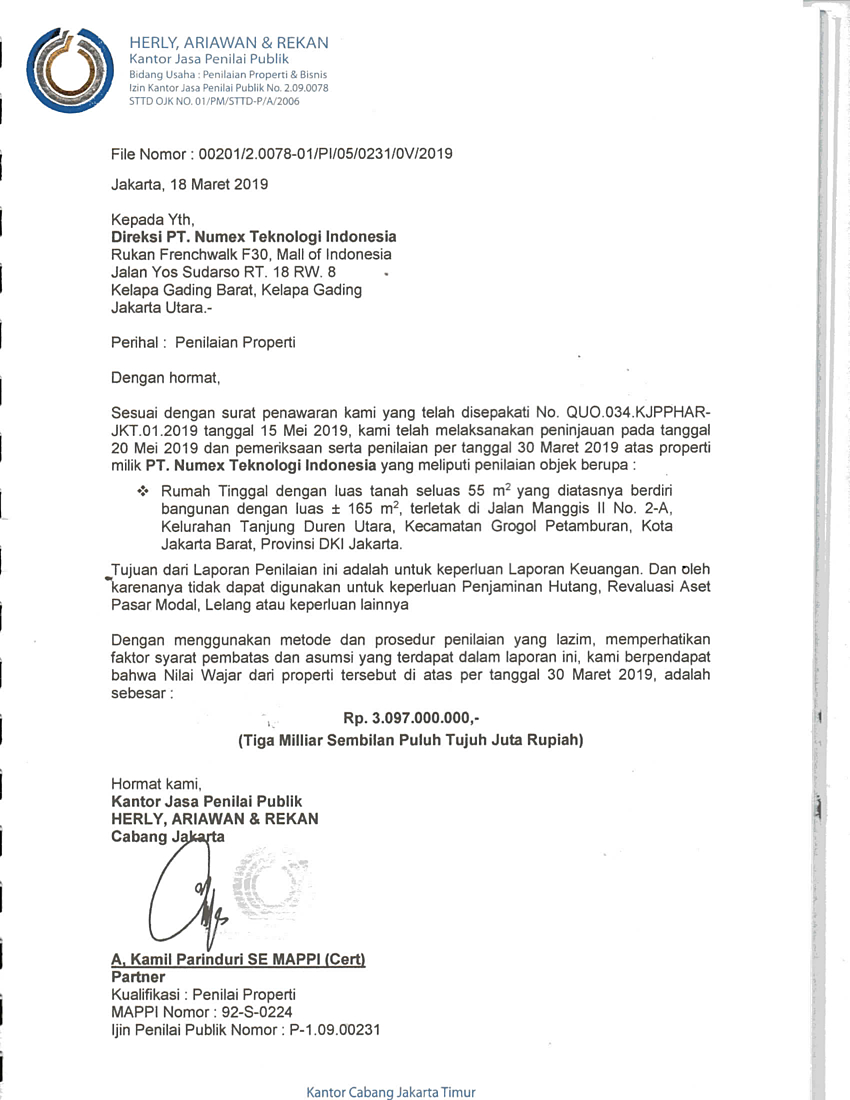 HERLY, ARIAWAN & REKAN
Kantor Jasa Penilai Publik
Bidang Usaha : Penilaian Properti & Bisnis
Izin Kantor Jasa Penilai Publik No. 2.09.0078
STTD OJK NO. 01/PM/STTD-P/A/2006
File Nomor : 00201/2.0078-01/PI/05/0231/0V/2019
Jakarta, 18 Maret 2019
Kepada Yth,
Direksi PT. Numex Teknologi Indonesia
Rukan Frenchwalk F30, Mall of Indonesia
Jalan Yos Sudarso RT. 18 RW. 8
Kelapa Gading Barat, Kelapa Gading
Jakarta Utara.-
Perihal : Penilaian Properti
Dengan hormat,
Sesuai dengan surat penawaran kami yang telah disepakati No. QUO.034.KJPPHAR-
JKT.01.2019 tanggal 15 Mei 2019, kami telah melaksanakan peninjauan pada tanggal
20 Mei 2019 dan pemeriksaan serta penilaian per tanggal 30 Maret 2019 atas properti
milik PT. Numex Teknologi Indonesia yang meliputi penilaian objek berupa :
❖ Rumah Tinggal dengan luas tanah seluas 55 m² yang diatasnya berdiri
bangunan dengan luas ± 165 m², terletak di Jalan Manggis II No. 2-A,
Kelurahan Tanjung Duren Utara, Kecamatan Grogol Petamburan, Kota
Jakarta Barat, Provinsi DKI Jakarta.
Tujuan dari Laporan Penilaian ini adalah untuk keperluan Laporan Keuangan. Dan oleh
karenanya tidak dapat digunakan untuk keperluan Penjaminan Hutang, Revaluasi Aset
Pasar Modal, Lelang atau keperluan lainnya
Dengan menggunakan metode dan prosedur penilaian yang lazim, memperhatikan
faktor syarat pembatas dan asumsi yang terdapat dalam laporan ini, kami berpendapat
bahwa Nilai Wajar dari properti tersebut di atas per tanggal 30 Maret 2019, adalah
sebesar :
Rp. 3.097.000.000,-
(Tiga Milliar Sembilan Puluh Tujuh Juta Rupiah)
Hormat kami,
Kantor Jasa Penilai Publik
HERLY, ARIAWAN & REKAN
Cabang Jakarta
A, Kamil Parinduri SE MAPPI (Cert)
Partner
Kualifikasi : Penilai Properti
MAPPI Nomor : 92-S-0224
Ijin Penilai Publik Nomor : P-1.09.00231
Kantor Cabang Jakarta Timur